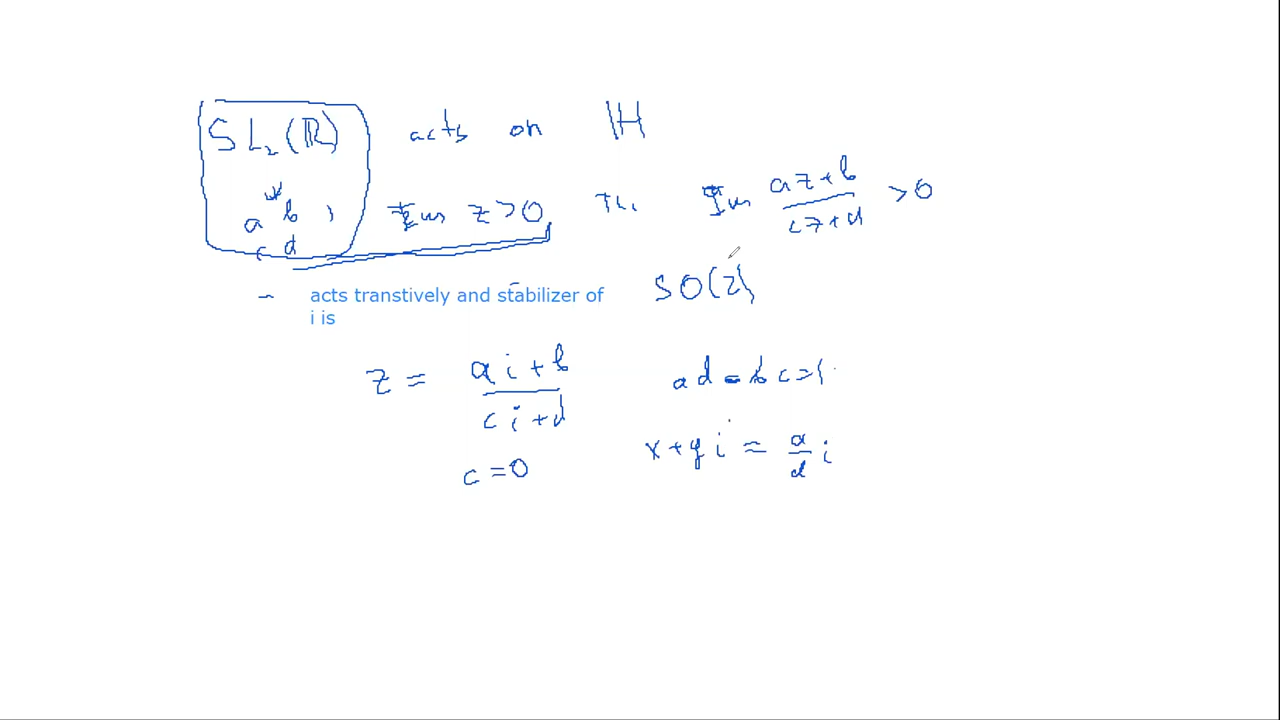 SL₂(ℝ) acts on ℍ
a b , Im z>0 Th. Im az+b / cz+d >0
c d
– acts transtively and stabilizer of SO(2)
i is
z = ai+b / ci+d ad-bc=1
c=0 x+yi = a/d i